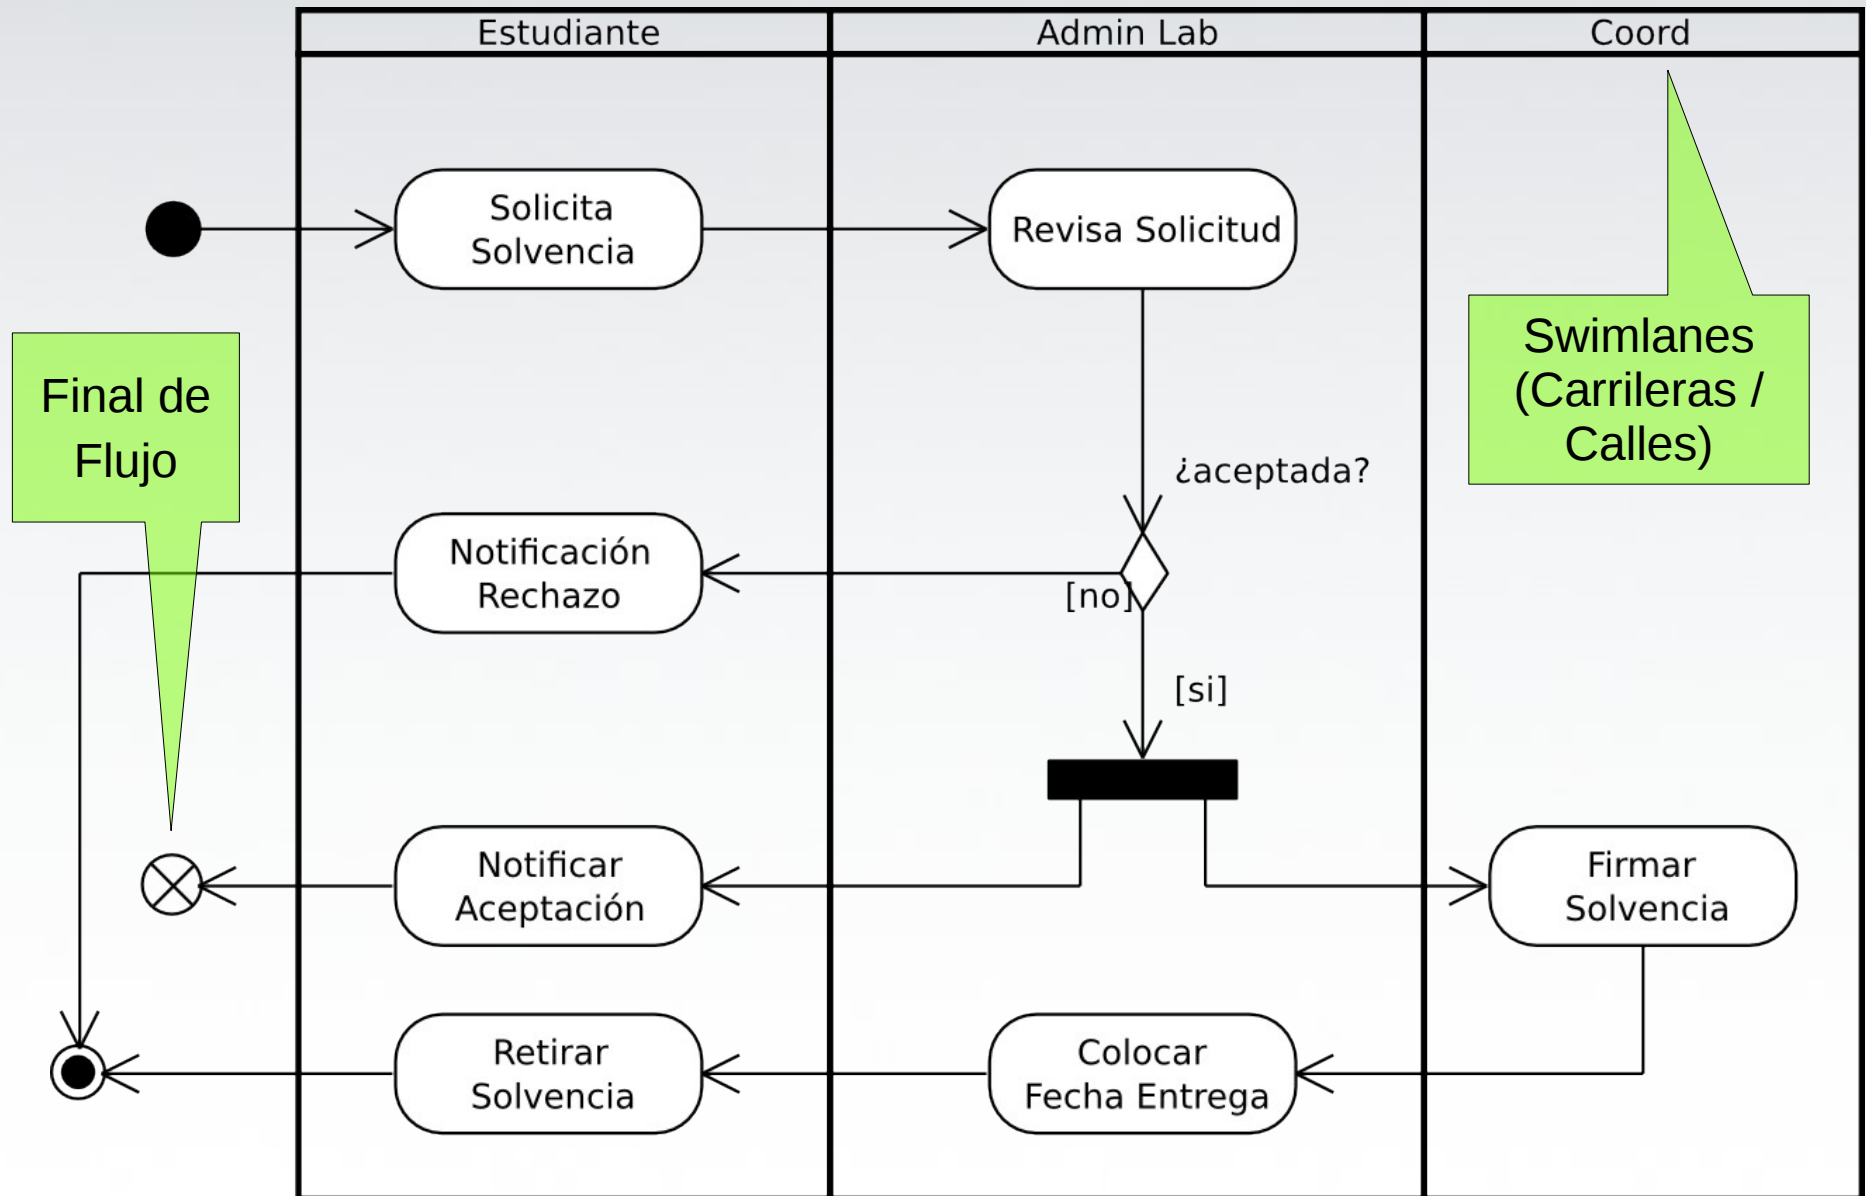 Estudiante
Admin Lab
Coord
Solicita
Solvencia
Revisa Solicitud
Swimlanes
(Carrileras /
Calles)
Final de
Flujo
¿aceptada?
Notificación
Rechazo
[no]
[si]
Notificar
Aceptación
Firmar
Solvencia
Retirar
Solvencia
Colocar
Fecha Entrega